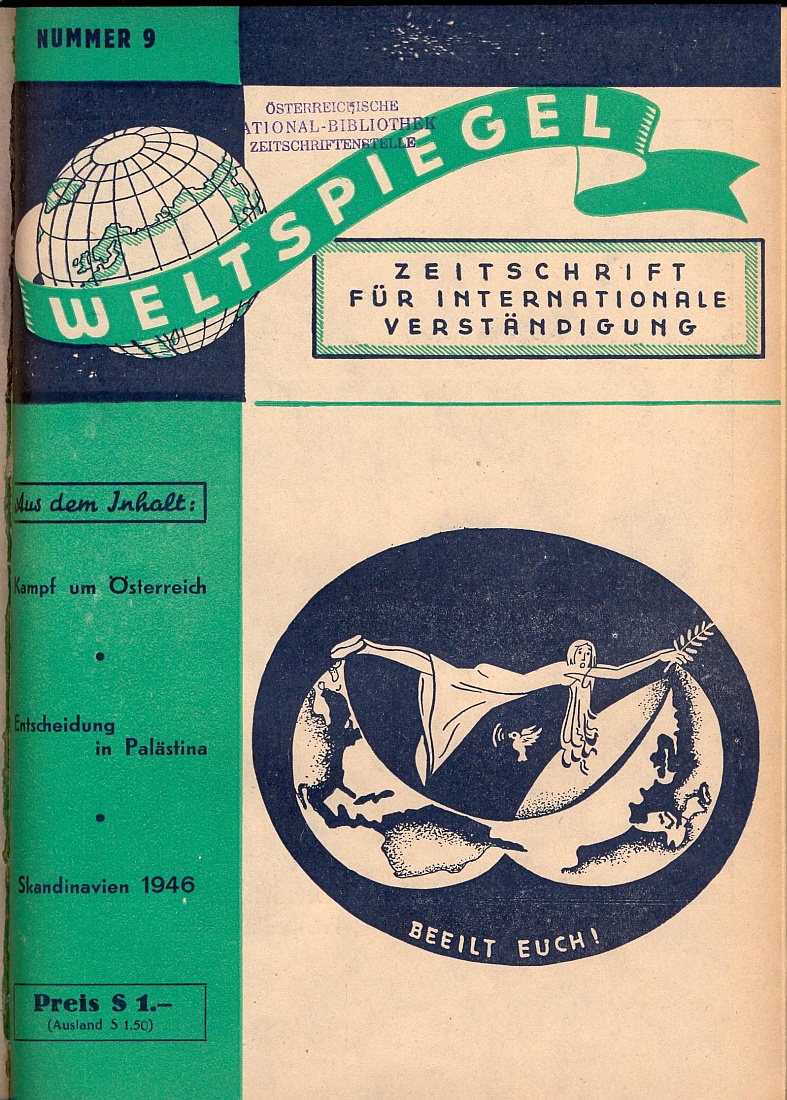 NUMMER 9
ÖSTERREICHISCHE
NATIONAL-BIBLIOTHEK
ZEITSCHRIFTENSTELLE
WELTSPIEGEL
ZEITSCHRIFT
FÜR INTERNATIONALE
VERSTÄNDIGUNG
Aus dem Inhalt:
Kampf um Österreich
•
Entscheidung
in Palästina
•
Skandinavien 1946
Preis S 1.–
(Ausland S 1.50)
BEEILT EUCH!